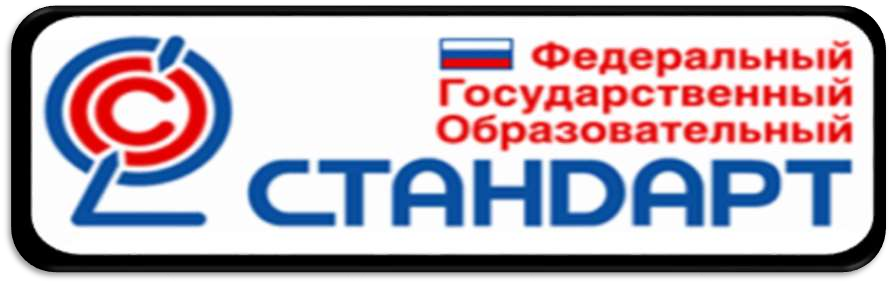 Федеральный
Государственный
Образовательный
СТАНДАРТ